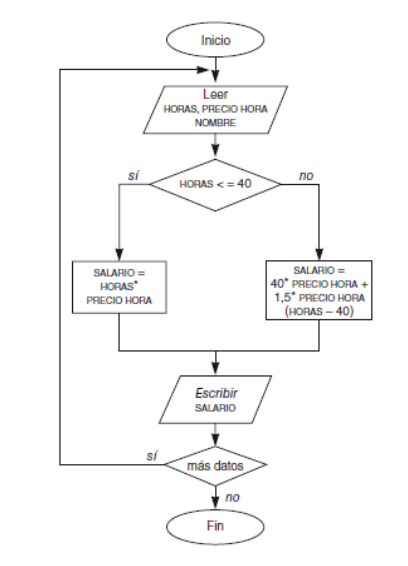 Inicio
Leer
HORAS, PRECIO HORA
NOMBRE
sí
no
HORAS < = 40
SALARIO =
HORAS*
PRECIO HORA
SALARIO =
40* PRECIO HORA +
1,5* PRECIO HORA
(HORAS – 40)
Escribir
SALARIO
sí
más datos
no
Fin